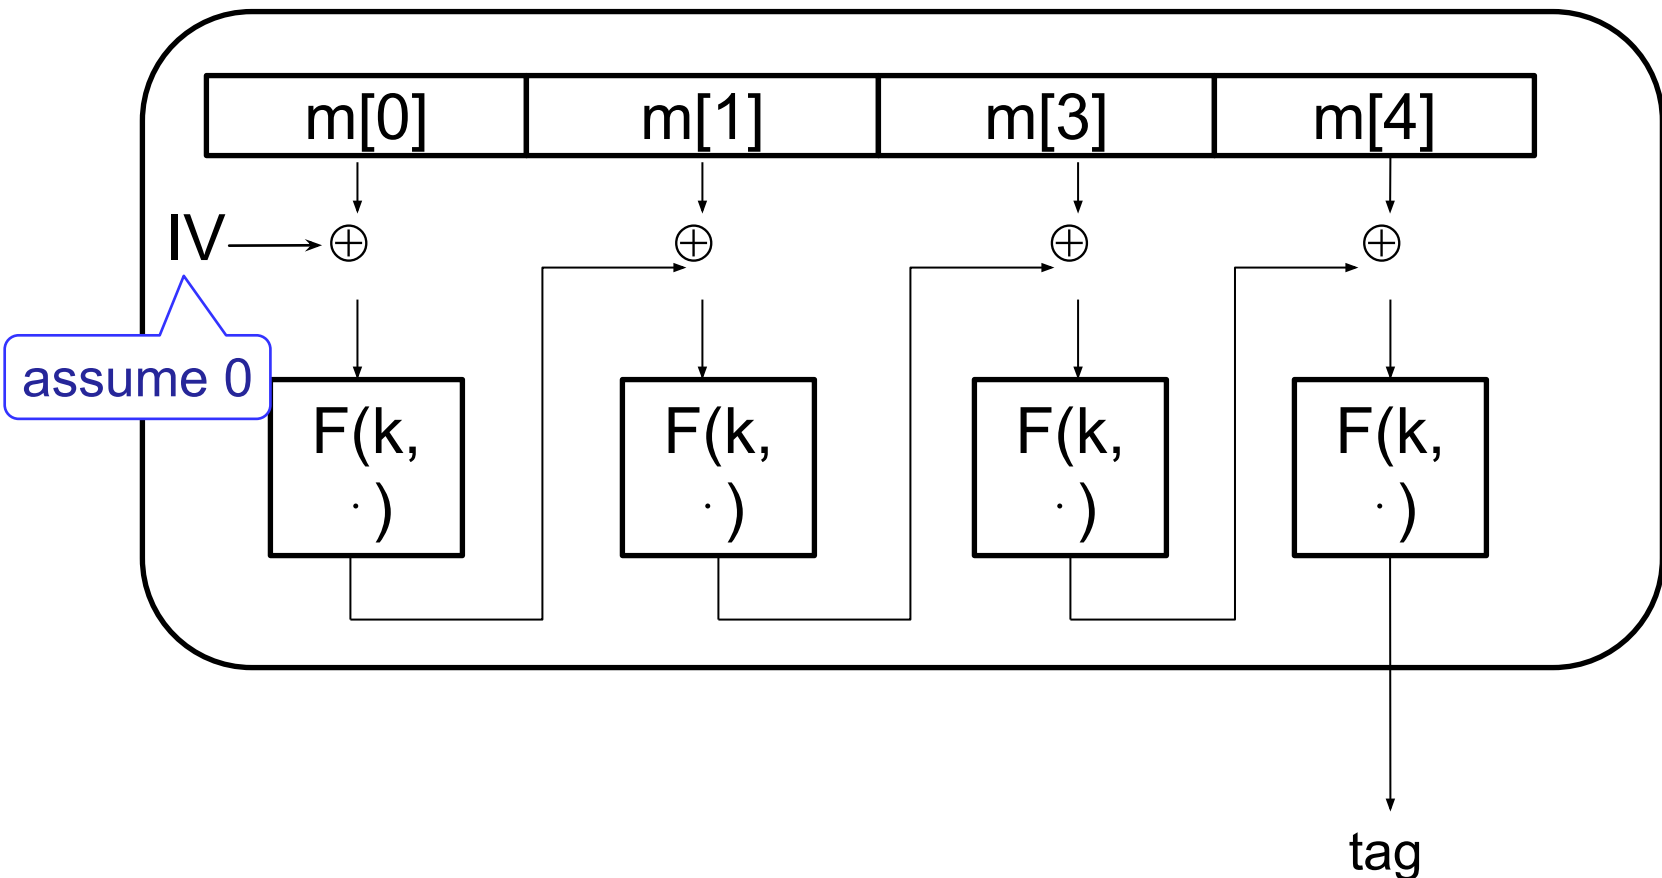 m[0] m[1] m[3] m[4]
IV
assume 0
F(k, F(k, F(k, F(k,
· ) · ) · ) · )
tag